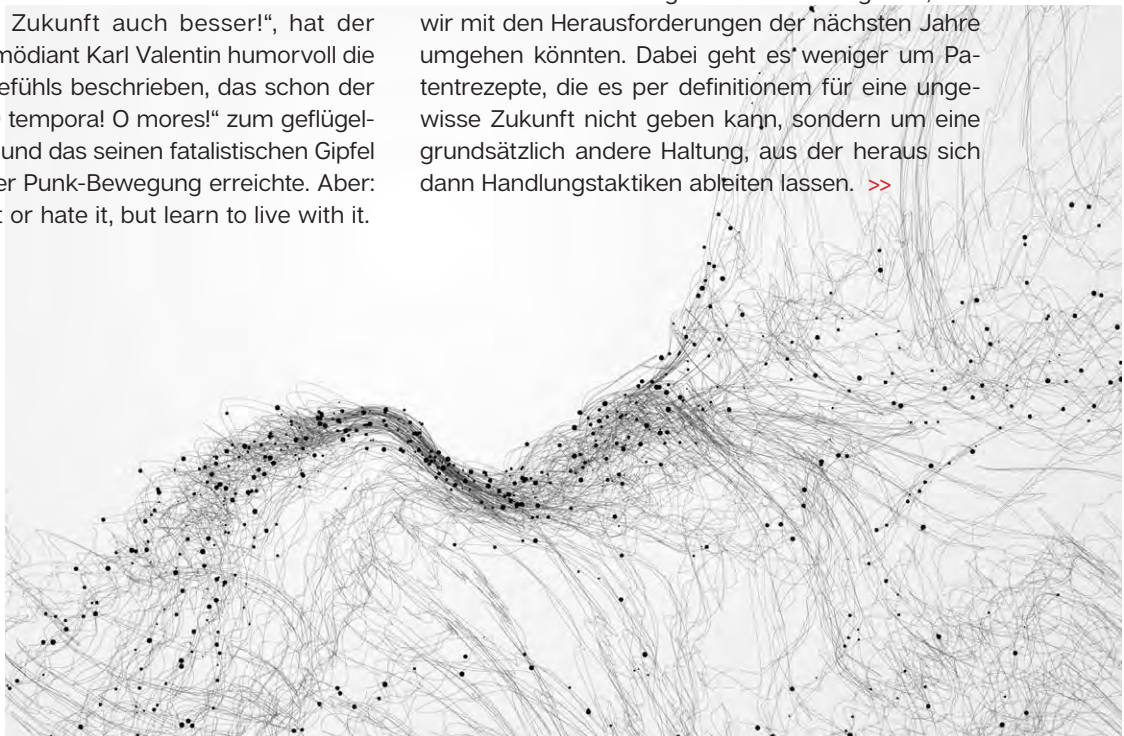 Zukunft auch besser!“, hat der
mödiant Karl Valentin humorvoll die
efühls beschrieben, das schon der
tempora! O mores!“ zum geflügel-
und das seinen fatalistischen Gipfel
er Punk-Bewegung erreichte. Aber:
t or hate it, but learn to live with it.
wir mit den Herausforderungen der nächsten Jahre
umgehen könnten. Dabei geht es weniger um Pa-
tentrezepte, die es per definitionem für eine unge-
wisse Zukunft nicht geben kann, sondern um eine
grundsätzlich andere Haltung, aus der heraus sich
dann Handlungstaktiken ableiten lassen. >>